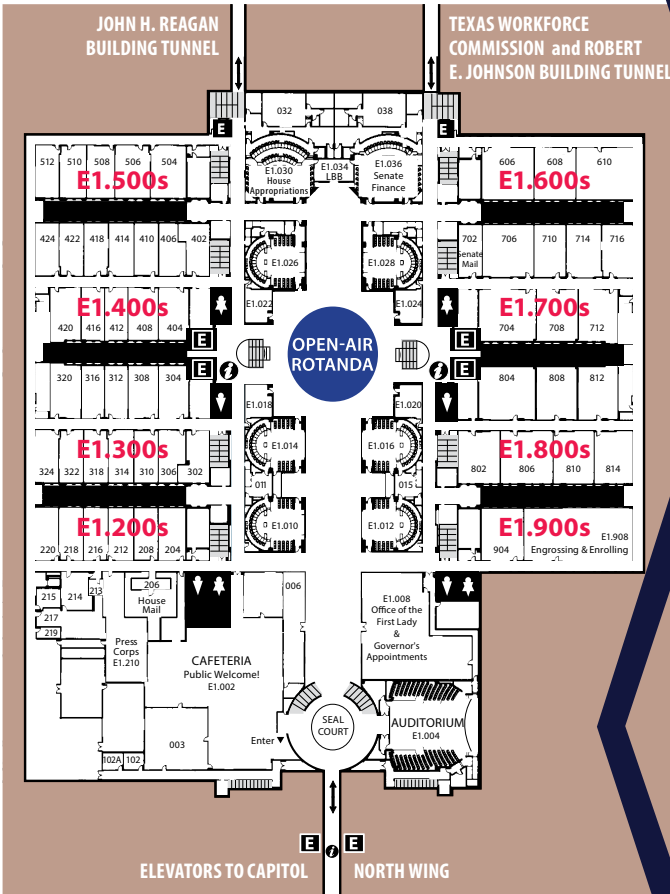 JOHN H. REAGAN
BUILDING TUNNEL
TEXAS WORKFORCE
COMMISSION and ROBERT
E. JOHNSON BUILDING TUNNEL
032
038
E
E
512
510
508
506
504
E1.500s
E1.030
House
Appropriations
E1.034
LBB
E1.036
Senate
Finance
606
608
610
E1.600s
424
422
418
414
410
406
402
E1.026
E1.028
702
Senate
Mail
706
710
714
716
E1.400s
420
416
412
408
404
E1.022
E1.024
E1.700s
704
708
712
E
E
E
E
i
i
OPEN-AIR
ROTANDA
320
316
312
308
304
804
808
812
E1.018
E1.020
E1.300s
324
322
318
314
310
306
302
E1.014
E1.016
E1.800s
802
806
810
814
011
015
E1.200s
220
218
216
212
208
204
E1.010
E1.012
E1.900s
904
E1.908
Engrossing & Enrolling
215
214
213
217
219
206
House
Mail
006
Press
Corps
E1.210
E1.008
Office of the
First Lady
&
Governor's
Appointments
CAFETERIA
Public Welcome!
E1.002
003
102A
102
Enter
SEAL
COURT
AUDITORIUM
E1.004
E
i
E
ELEVATORS TO CAPITOL
NORTH WING